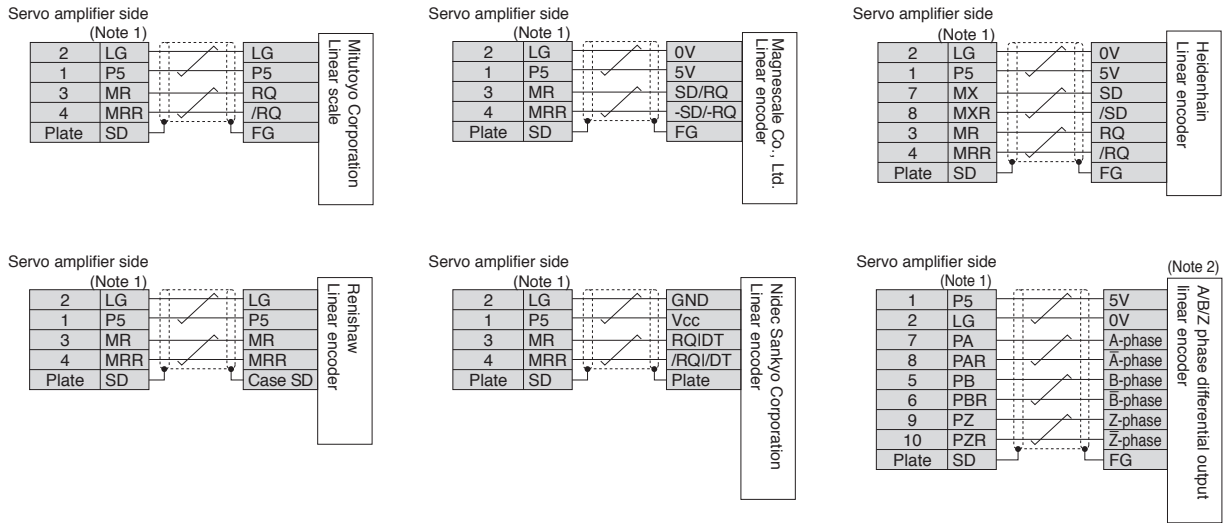 Servo amplifier side
(Note 1)
2 LG LG
1 P5 P5
3 MR RQ
4 MRR /RQ
Plate SD FG
Mitutoyo Corporation
Linear scale
Servo amplifier side
(Note 1)
2 LG 0V
1 P5 5V
3 MR SD/RQ
4 MRR -SD/-RQ
Plate SD FG
Magnescale Co., Ltd.
Linear encoder
Servo amplifier side
(Note 1)
2 LG 0V
1 P5 5V
7 MX SD
8 MXR /SD
3 MR RQ
4 MRR /RQ
Plate SD FG
Heidenhain
Linear encoder
Servo amplifier side
(Note 1)
2 LG LG
1 P5 P5
3 MR MR
4 MRR MRR
Plate SD Case SD
Renishaw
Linear encoder
Servo amplifier side
(Note 1)
2 LG GND
1 P5 Vcc
3 MR RQ|DT
4 MRR /RQ|/DT
Plate SD Plate
Nidec Sankyo Corporation
Linear encoder
Servo amplifier side
(Note 1)
(Note 2)
1 P5 5V
2 LG 0V
7 PA A-phase
8 PAR A̅-phase
5 PB B-phase
6 PBR B̅-phase
9 PZ Z-phase
10 PZR Z̅-phase
Plate SD FG
A/B/Z phase differential output
linear encoder